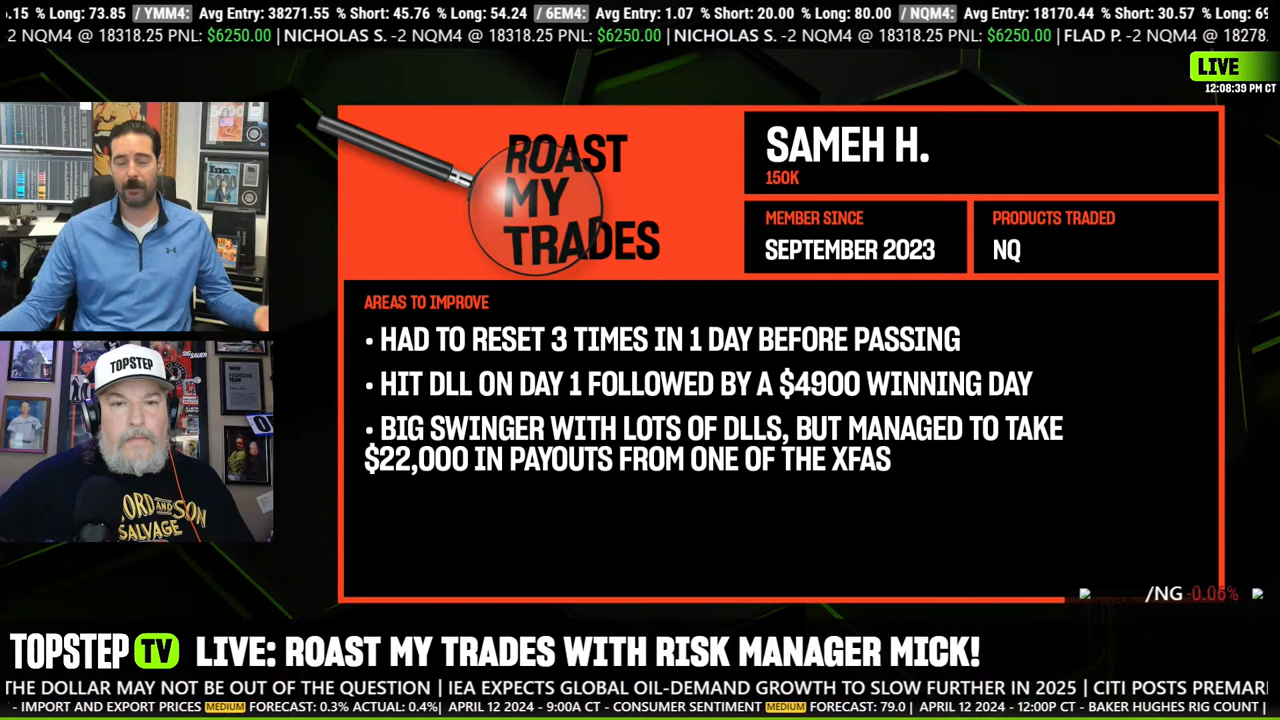 .15 % Long: 73.85 / YMM4: Avg Entry: 38271.55 % Short: 45.76 % Long: 54.24 / 6EM4: Avg Entry: 1.07 % Short: 20.00 % Long: 80.00 / NQM4: Avg Entry: 18170.44 % Short: 30.57 % Long: 69
-2 NQM4 @ 18318.25 PNL: $6250.00 | NICHOLAS S. -2 NQM4 @ 18318.25 PNL: $6250.00 | NICHOLAS S. -2 NQM4 @ 18318.25 PNL: $6250.00 | FLAD P. -2 NQM4 @ 18278.
LIVE
12:08:39 PM CT
ROAST
MY
TRADES
SAMEH H.
150K
MEMBER SINCE
SEPTEMBER 2023
PRODUCTS TRADED
NQ
AREAS TO IMPROVE
• HAD TO RESET 3 TIMES IN 1 DAY BEFORE PASSING
• HIT DLL ON DAY 1 FOLLOWED BY A $4900 WINNING DAY
• BIG SWINGER WITH LOTS OF DLLS, BUT MANAGED TO TAKE
$22,000 IN PAYOUTS FROM ONE OF THE XFAS
Inc.
TOPSTEP
ORD AND SON
SALVAGE
/NG -0.06%
TOPSTEP TV LIVE: ROAST MY TRADES WITH RISK MANAGER MICK!
THE DOLLAR MAY NOT BE OUT OF THE QUESTION | IEA EXPECTS GLOBAL OIL-DEMAND GROWTH TO SLOW FURTHER IN 2025 | CITI POSTS PREMAR
- IMPORT AND EXPORT PRICES MEDIUM FORECAST: 0.3% ACTUAL: 0.4%| APRIL 12 2024 - 9:00A CT - CONSUMER SENTIMENT MEDIUM FORECAST: 79.0 | APRIL 12 2024 - 12:00P CT - BAKER HUGHES RIG COUNT |